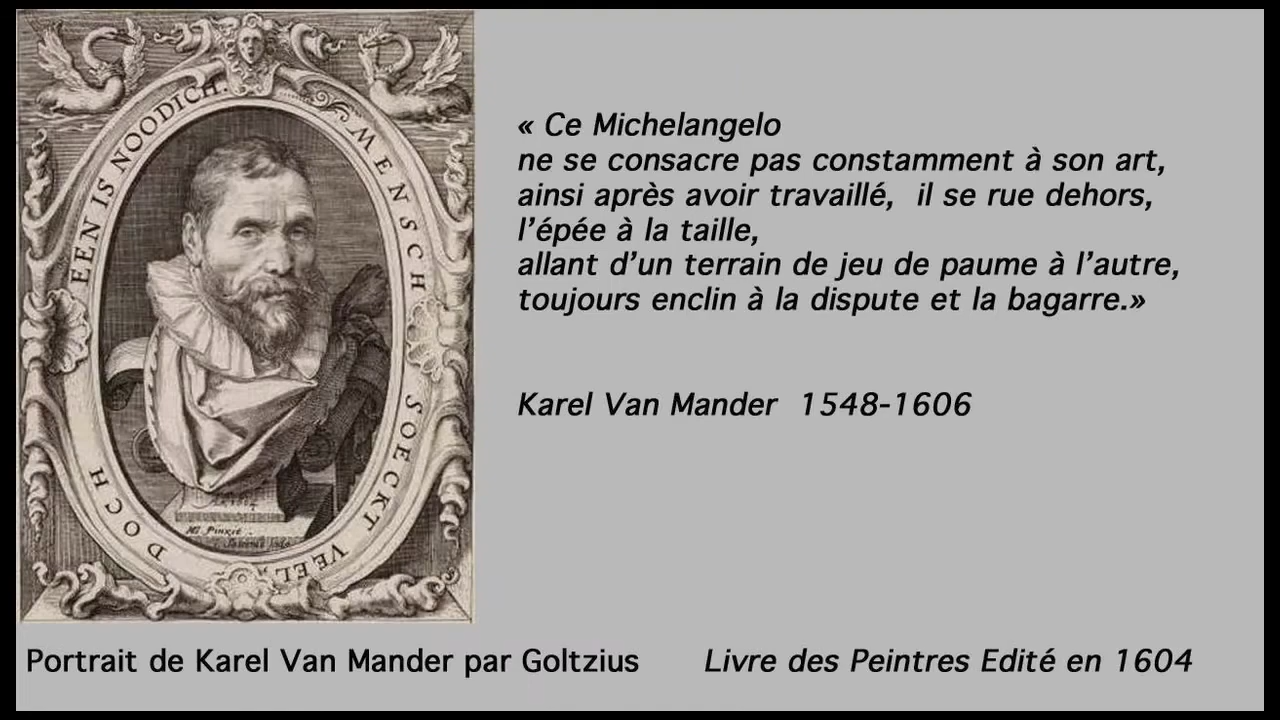 EEN IS NOODICH.
MENSCH SOECKT VEEL,
DOCH
« Ce Michelangelo
ne se consacre pas constamment à son art,
ainsi après avoir travaillé,  il se rue dehors,
l’épée à la taille,
allant d’un terrain de jeu de paume à l’autre,
toujours enclin à la dispute et la bagarre.»
Karel Van Mander  1548-1606
Portrait de Karel Van Mander par Goltzius
Livre des Peintres Edité en 1604